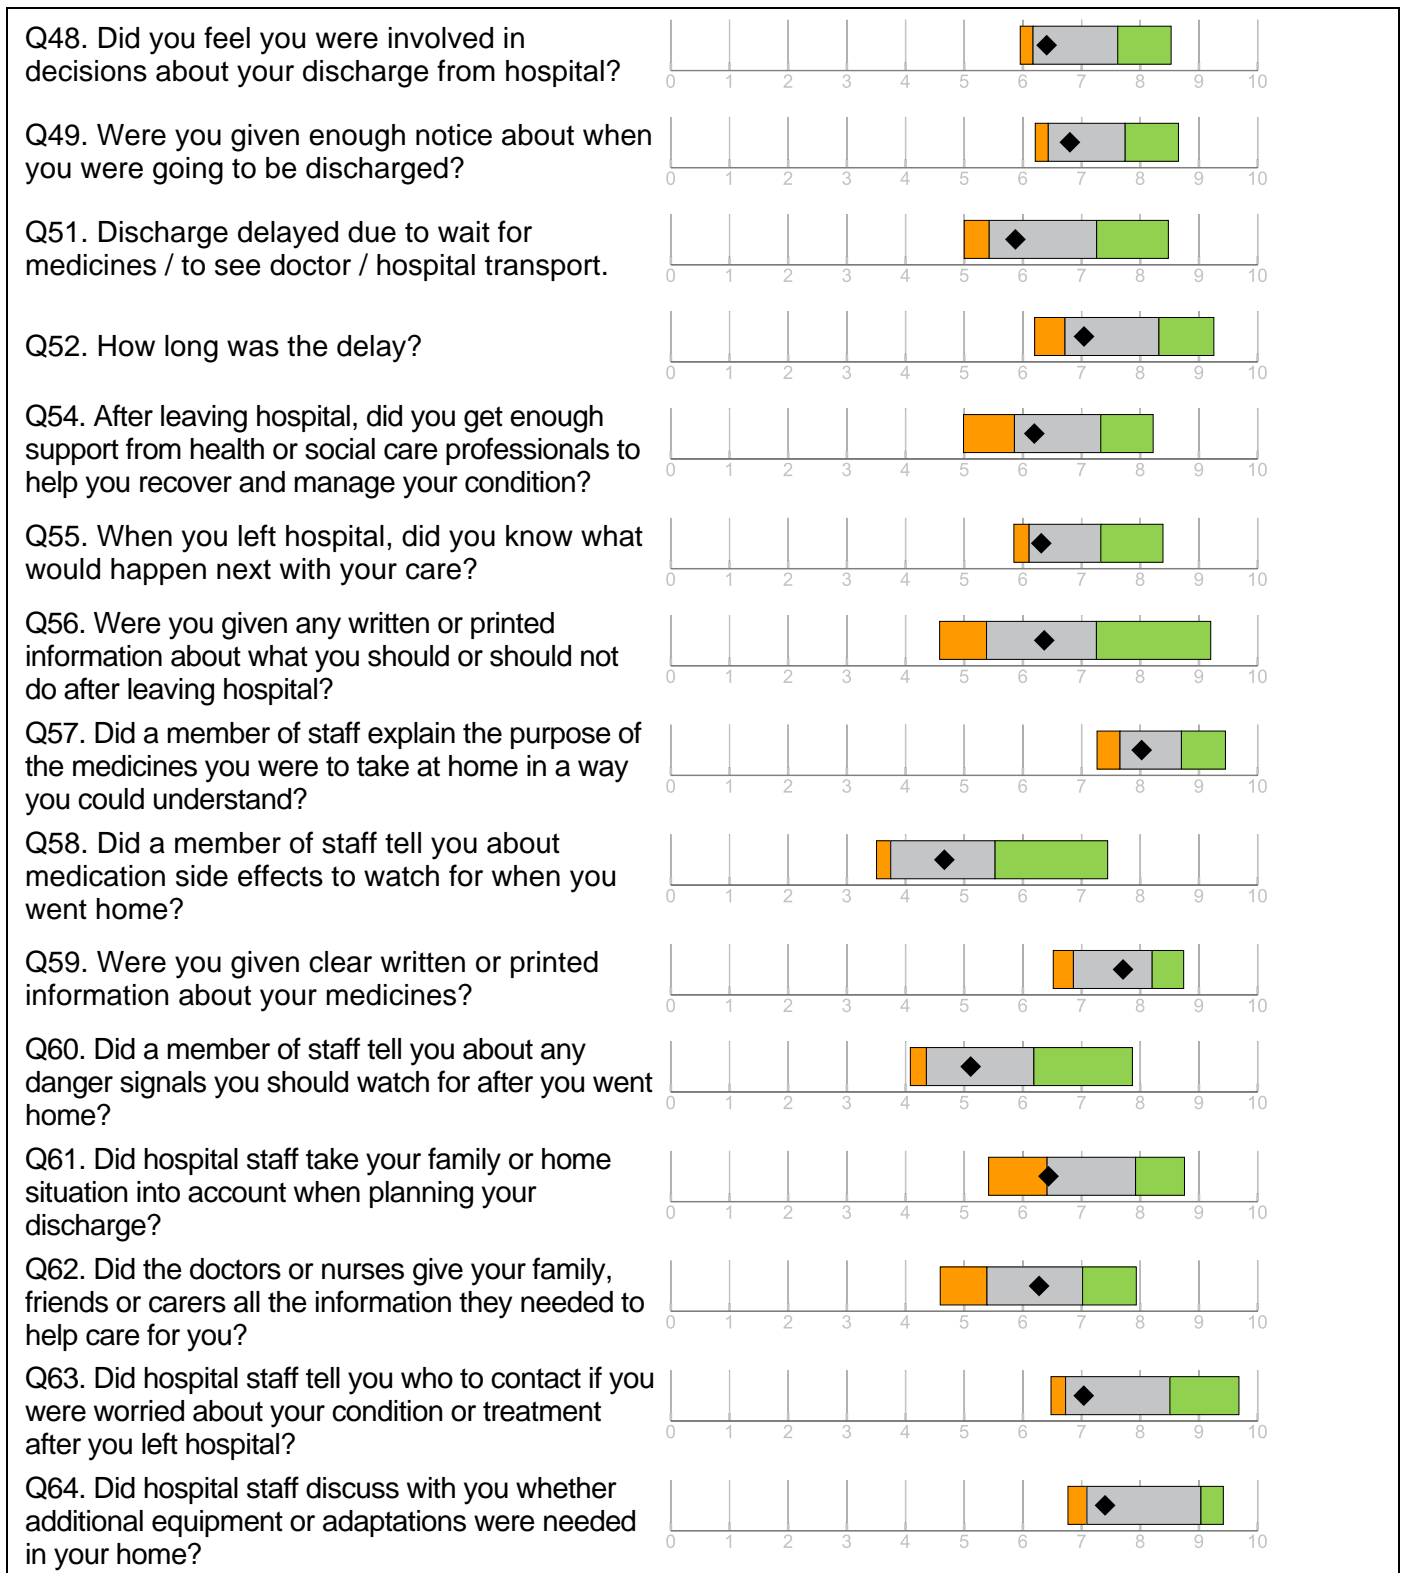 Q48. Did you feel you were involved in
decisions about your discharge from hospital?
0 1 2 3 4 5 6 7 8 9 10
Q49. Were you given enough notice about when
you were going to be discharged?
0 1 2 3 4 5 6 7 8 9 10
Q51. Discharge delayed due to wait for
medicines / to see doctor / hospital transport.
0 1 2 3 4 5 6 7 8 9 10
Q52. How long was the delay?
0 1 2 3 4 5 6 7 8 9 10
Q54. After leaving hospital, did you get enough
support from health or social care professionals to
help you recover and manage your condition?
0 1 2 3 4 5 6 7 8 9 10
Q55. When you left hospital, did you know what
would happen next with your care?
0 1 2 3 4 5 6 7 8 9 10
Q56. Were you given any written or printed
information about what you should or should not
do after leaving hospital?
0 1 2 3 4 5 6 7 8 9 10
Q57. Did a member of staff explain the purpose of
the medicines you were to take at home in a way
you could understand?
0 1 2 3 4 5 6 7 8 9 10
Q58. Did a member of staff tell you about
medication side effects to watch for when you
went home?
0 1 2 3 4 5 6 7 8 9 10
Q59. Were you given clear written or printed
information about your medicines?
0 1 2 3 4 5 6 7 8 9 10
Q60. Did a member of staff tell you about any
danger signals you should watch for after you went
home?
0 1 2 3 4 5 6 7 8 9 10
Q61. Did hospital staff take your family or home
situation into account when planning your
discharge?
0 1 2 3 4 5 6 7 8 9 10
Q62. Did the doctors or nurses give your family,
friends or carers all the information they needed to
help care for you?
0 1 2 3 4 5 6 7 8 9 10
Q63. Did hospital staff tell you who to contact if you
were worried about your condition or treatment
after you left hospital?
0 1 2 3 4 5 6 7 8 9 10
Q64. Did hospital staff discuss with you whether
additional equipment or adaptations were needed
in your home?
0 1 2 3 4 5 6 7 8 9 10